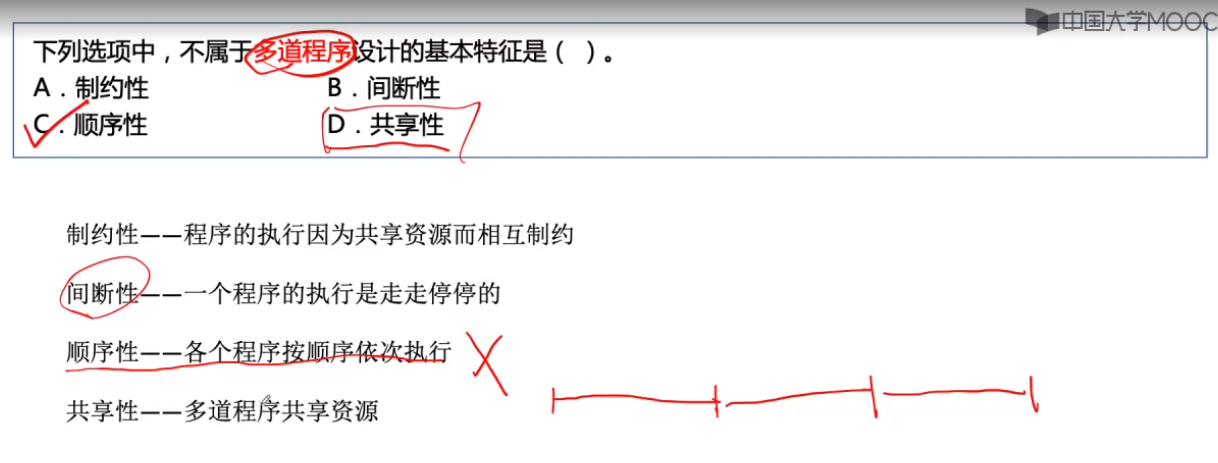 中国大学MOOC
下列选项中，不属于多道程序设计的基本特征是（ ）。
A．制约性 B．间断性
C．顺序性 D．共享性
制约性——程序的执行因为共享资源而相互制约
间断性——一个程序的执行是走走停停的
顺序性——各个程序按顺序依次执行
共享性——多道程序共享资源